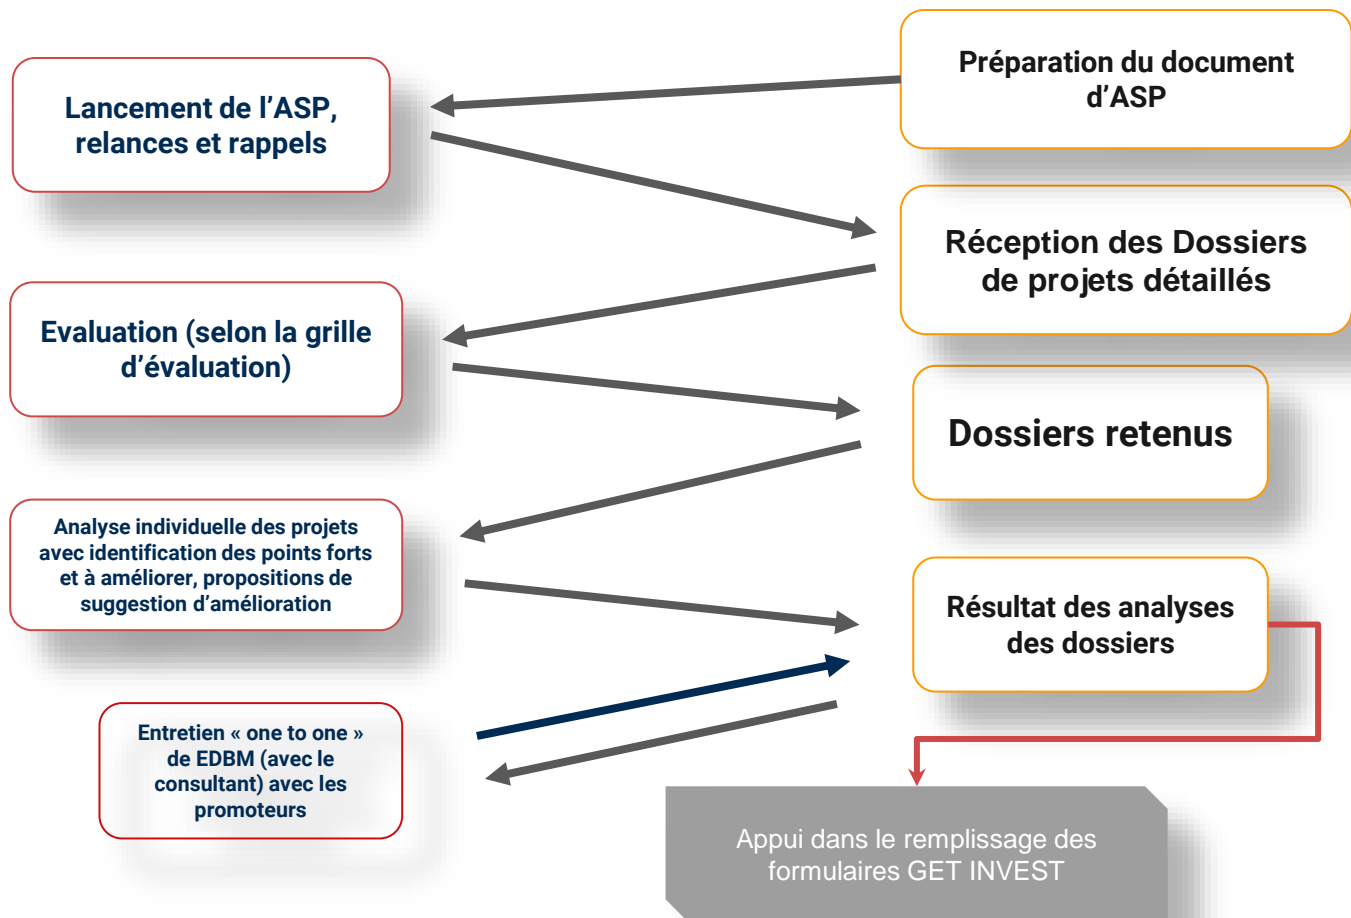 Préparation du document
d’ASP
Lancement de l’ASP,
relances et rappels
Réception des Dossiers
de projets détaillés
Evaluation (selon la grille
d’évaluation)
Dossiers retenus
Analyse individuelle des projets
avec identification des points forts
et à améliorer, propositions de
suggestion d’amélioration
Résultat des analyses
des dossiers
Entretien « one to one »
de EDBM (avec le
consultant) avec les
promoteurs
Appui dans le remplissage des
formulaires GET INVEST